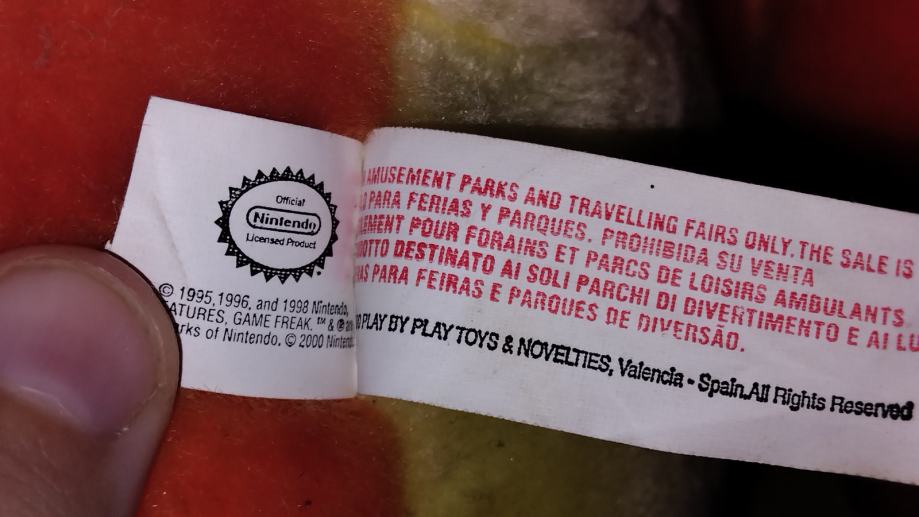 Official
Nintendo
Licensed Product
© 1995,1996, and 1998 Nintendo,
ATURES, GAME FREAK. ™ & ®
rks of Nintendo, © 2000 Nintendo.
AMUSEMENT PARKS AND TRAVELLING FAIRS ONLY.THE SALE IS
PARA FERIAS Y PARQUES. PROHIBIDA SU VENTA
EMENT POUR FORAINS ET PARCS DE LOISIRS AMBULANTS.
OTTO DESTINATO AI SOLI PARCHI DI DIVERTIMENTO E AI LU
AS PARA FEIRAS E PARQUES DE DIVERSÃO.
PLAY BY PLAY TOYS & NOVELTIES, Valencia - Spain.All Rights Reserved